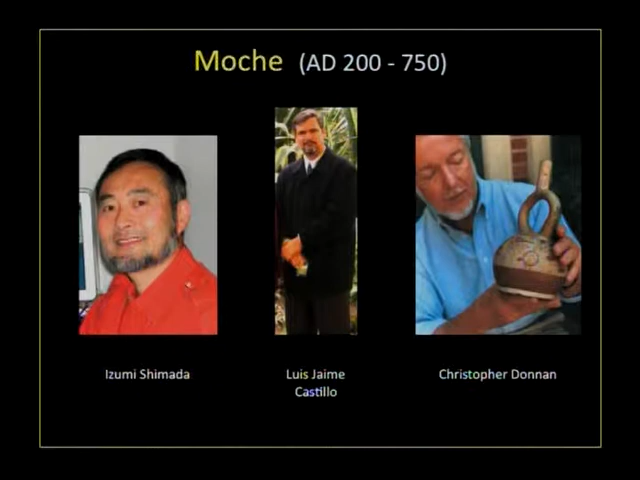 Moche (AD 200 - 750)
Izumi Shimada
Luis Jaime
Castillo
Christopher Donnan